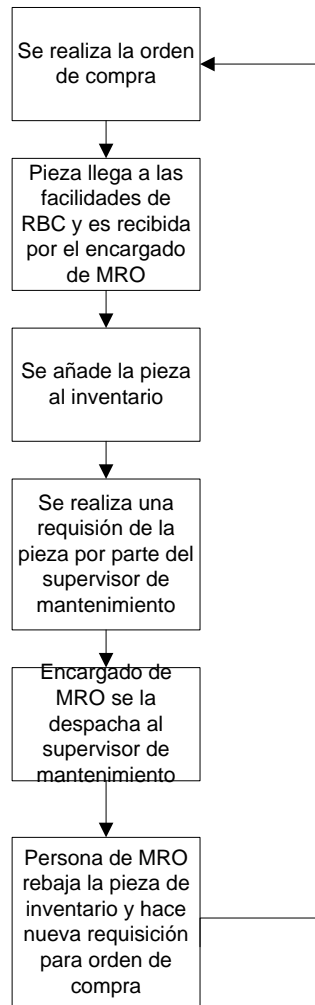 Se realiza la orden
de compra
Pieza llega a las
facilidades de
RBC y es recibida
por el encargado
de MRO
Se añade la pieza
al inventario
Se realiza una
requisión de la
pieza por parte del
supervisor de
mantenimiento
Encargado de
MRO se la
despacha al
supervisor de
mantenimiento
Persona de MRO
rebaja la pieza de
inventario y hace
nueva requisición
para orden de
compra